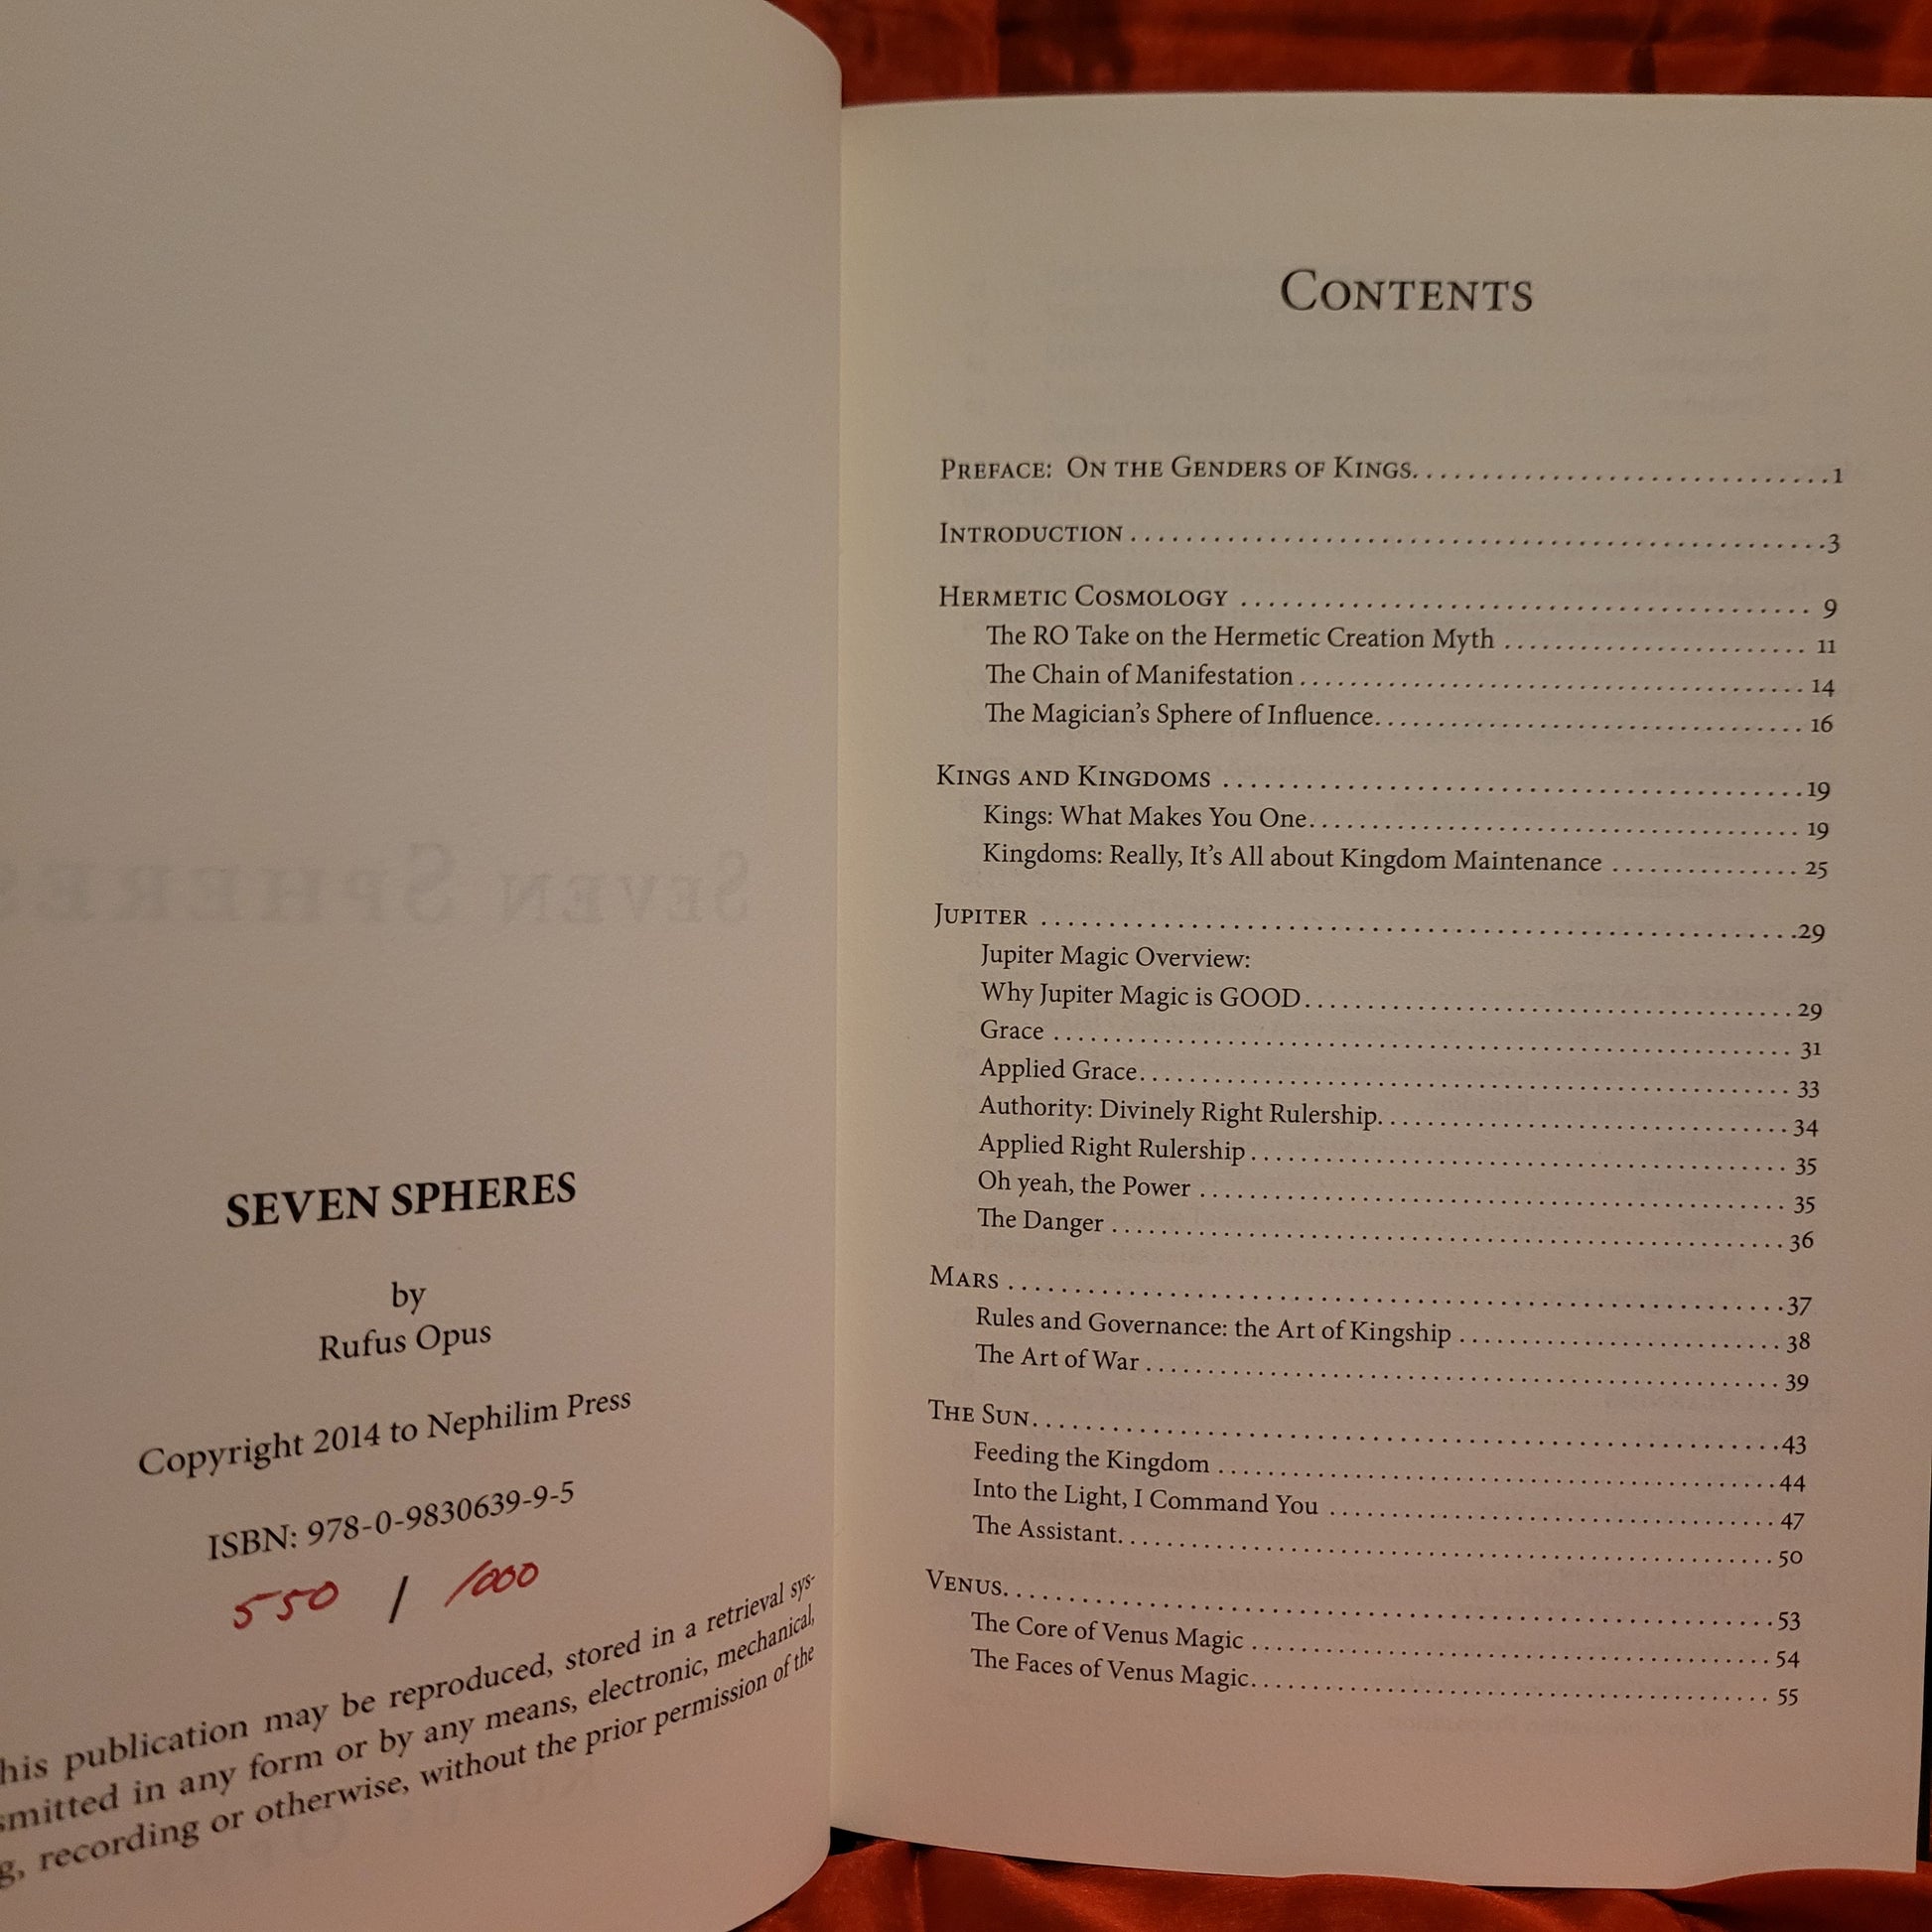 SEVEN SPHERES
SEVEN SPHERES
by
Rufus Opus
Copyright 2014 to Nephilim Press
ISBN: 978-0-9830639-9-5
550 / 1000
his publication may be reproduced, stored in a retrieval sys-
smitted in any form or by any means, electronic, mechanical,
g, recording or otherwise, without the prior permission of the
CONTENTS
PREFACE: ON THE GENDERS OF KINGS. . . . . . . . . . . . . . . . . . . . 1
INTRODUCTION . . . . . . . . . . . . . . . . . . . . 3
HERMETIC COSMOLOGY . . . . . . . . . . . . . . . . . . . . 9
The RO Take on the Hermetic Creation Myth . . . . . . . . . . . . . . . . . . . . 11
The Chain of Manifestation . . . . . . . . . . . . . . . . . . . . 14
The Magician's Sphere of Influence. . . . . . . . . . . . . . . . . . . . 16
KINGS AND KINGDOMS . . . . . . . . . . . . . . . . . . . . 19
Kings: What Makes You One. . . . . . . . . . . . . . . . . . . . 19
Kingdoms: Really, It's All about Kingdom Maintenance . . . . . . . . . . . . . . . 25
JUPITER . . . . . . . . . . . . . . . . . . . . 29
Jupiter Magic Overview:
Why Jupiter Magic is GOOD. . . . . . . . . . . . . . . . . . . . 29
Grace . . . . . . . . . . . . . . . . . . . . 31
Applied Grace. . . . . . . . . . . . . . . . . . . . 33
Authority: Divinely Right Rulership. . . . . . . . . . . . . . . . . . . . 34
Applied Right Rulership . . . . . . . . . . . . . . . . . . . . 35
Oh yeah, the Power . . . . . . . . . . . . . . . . . . . . 35
The Danger . . . . . . . . . . . . . . . . . . . . 36
MARS . . . . . . . . . . . . . . . . . . . . 37
Rules and Governance: the Art of Kingship . . . . . . . . . . . . . . . . . . . . 38
The Art of War . . . . . . . . . . . . . . . . . . . . 39
THE SUN. . . . . . . . . . . . . . . . . . . . 43
Feeding the Kingdom . . . . . . . . . . . . . . . . . . . . 44
Into the Light, I Command You . . . . . . . . . . . . . . . . . . . . 47
The Assistant. . . . . . . . . . . . . . . . . . . . 50
VENUS. . . . . . . . . . . . . . . . . . . . 53
The Core of Venus Magic . . . . . . . . . . . . . . . . . . . . 54
The Faces of Venus Magic. . . . . . . . . . . . . . . . . . . . 55